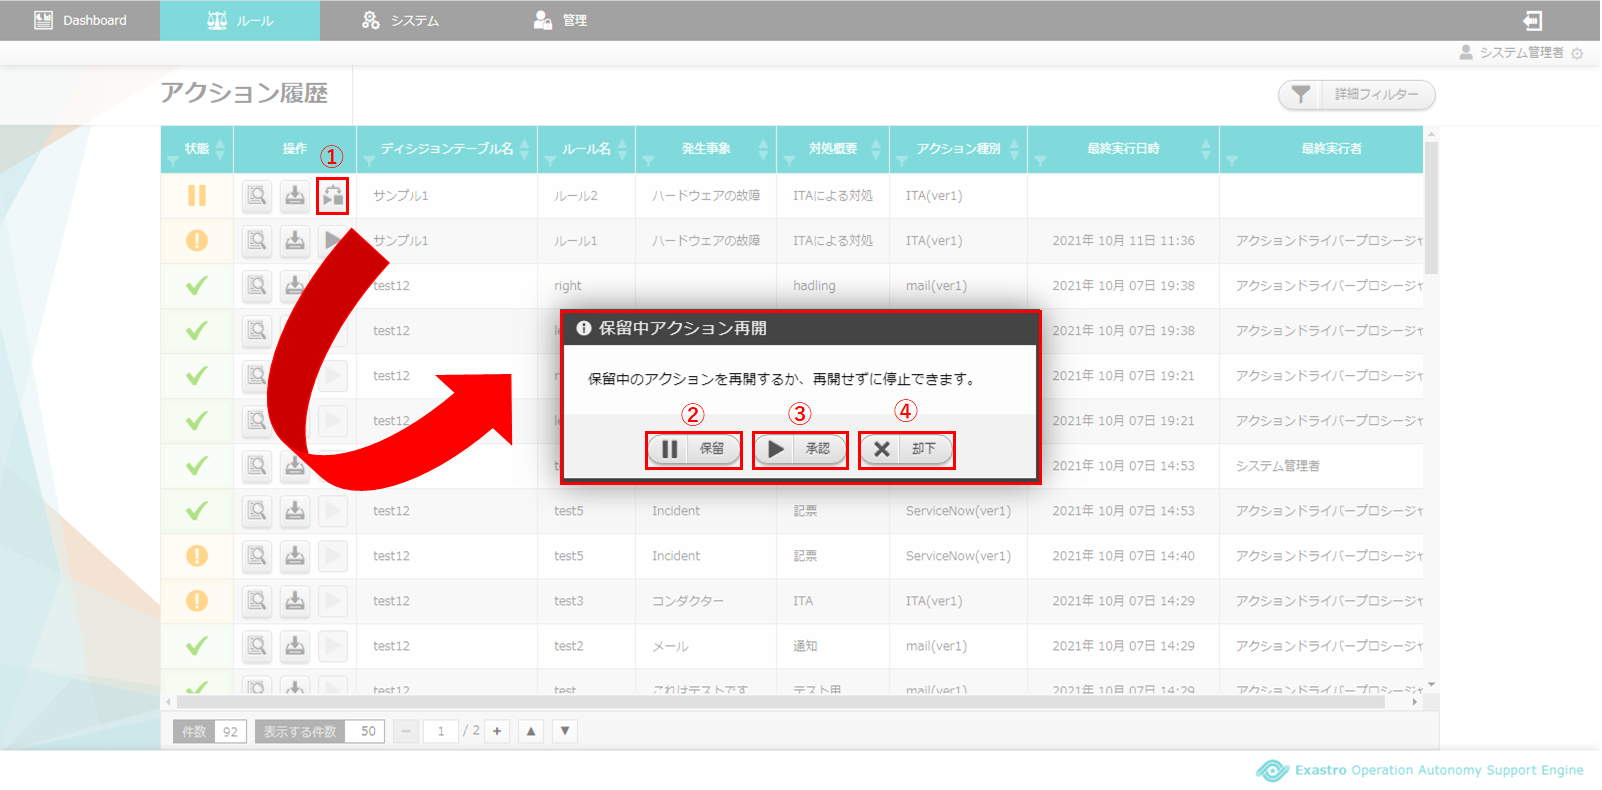 Dashboard ルール システム 管理
システム管理者
アクション履歴 詳細フィルター
状態 操作 ① ディシジョンテーブル名 ルール名 発生事象 対処概要 アクション種別 最終実行日時 最終実行者
サンプル1 ルール2 ハードウェアの故障 ITAによる対処 ITA(ver1)
サンプル1 ルール1 ハードウェアの故障 ITAによる対処 ITA(ver1) 2021年 10月 11日 11:36 アクションドライバープロシージャ
test12 right hadling mail(ver1) 2021年 10月 07日 19:38 アクションドライバープロシージャ
test12 2021年 10月 07日 19:38 アクションドライバープロシージャ
test12 2021年 10月 07日 19:21 アクションドライバープロシージャ
test12 2021年 10月 07日 19:21 アクションドライバープロシージャ
2021年 10月 07日 14:53 システム管理者
保留中アクション再開
保留中のアクションを再開するか、再開せずに停止できます。
② ③ ④
保留 承認 却下
test12 test5 Incident 記票 ServiceNow(ver1) 2021年 10月 07日 14:53 アクションドライバープロシージャ
test12 test5 Incident 記票 ServiceNow(ver1) 2021年 10月 07日 14:40 アクションドライバープロシージャ
test12 test3 コンダクター ITA ITA(ver1) 2021年 10月 07日 14:29 アクションドライバープロシージャ
test12 test2 メール 通知 mail(ver1) 2021年 10月 07日 14:29 アクションドライバープロシージャ
test12 test これはテストです テスト用 mail(ver1) 2021年 10月 07日 14:29 アクションドライバープロシージャ
件数 92 表示する件数 50 − 1 / 2 + ▲ ▼
Exastro Operation Autonomy Support Engine